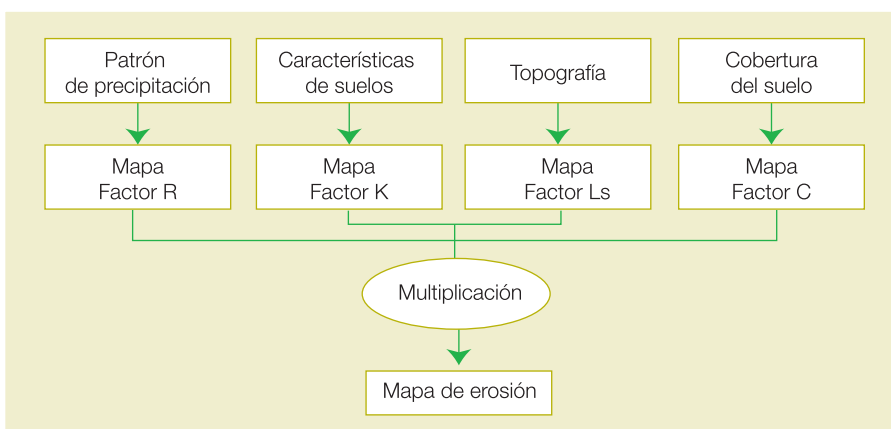 Patrón
de precipitación
Características
de suelos
Topografía
Cobertura
del suelo
Mapa
Factor R
Mapa
Factor K
Mapa
Factor Ls
Mapa
Factor C
Multiplicación
Mapa de erosión